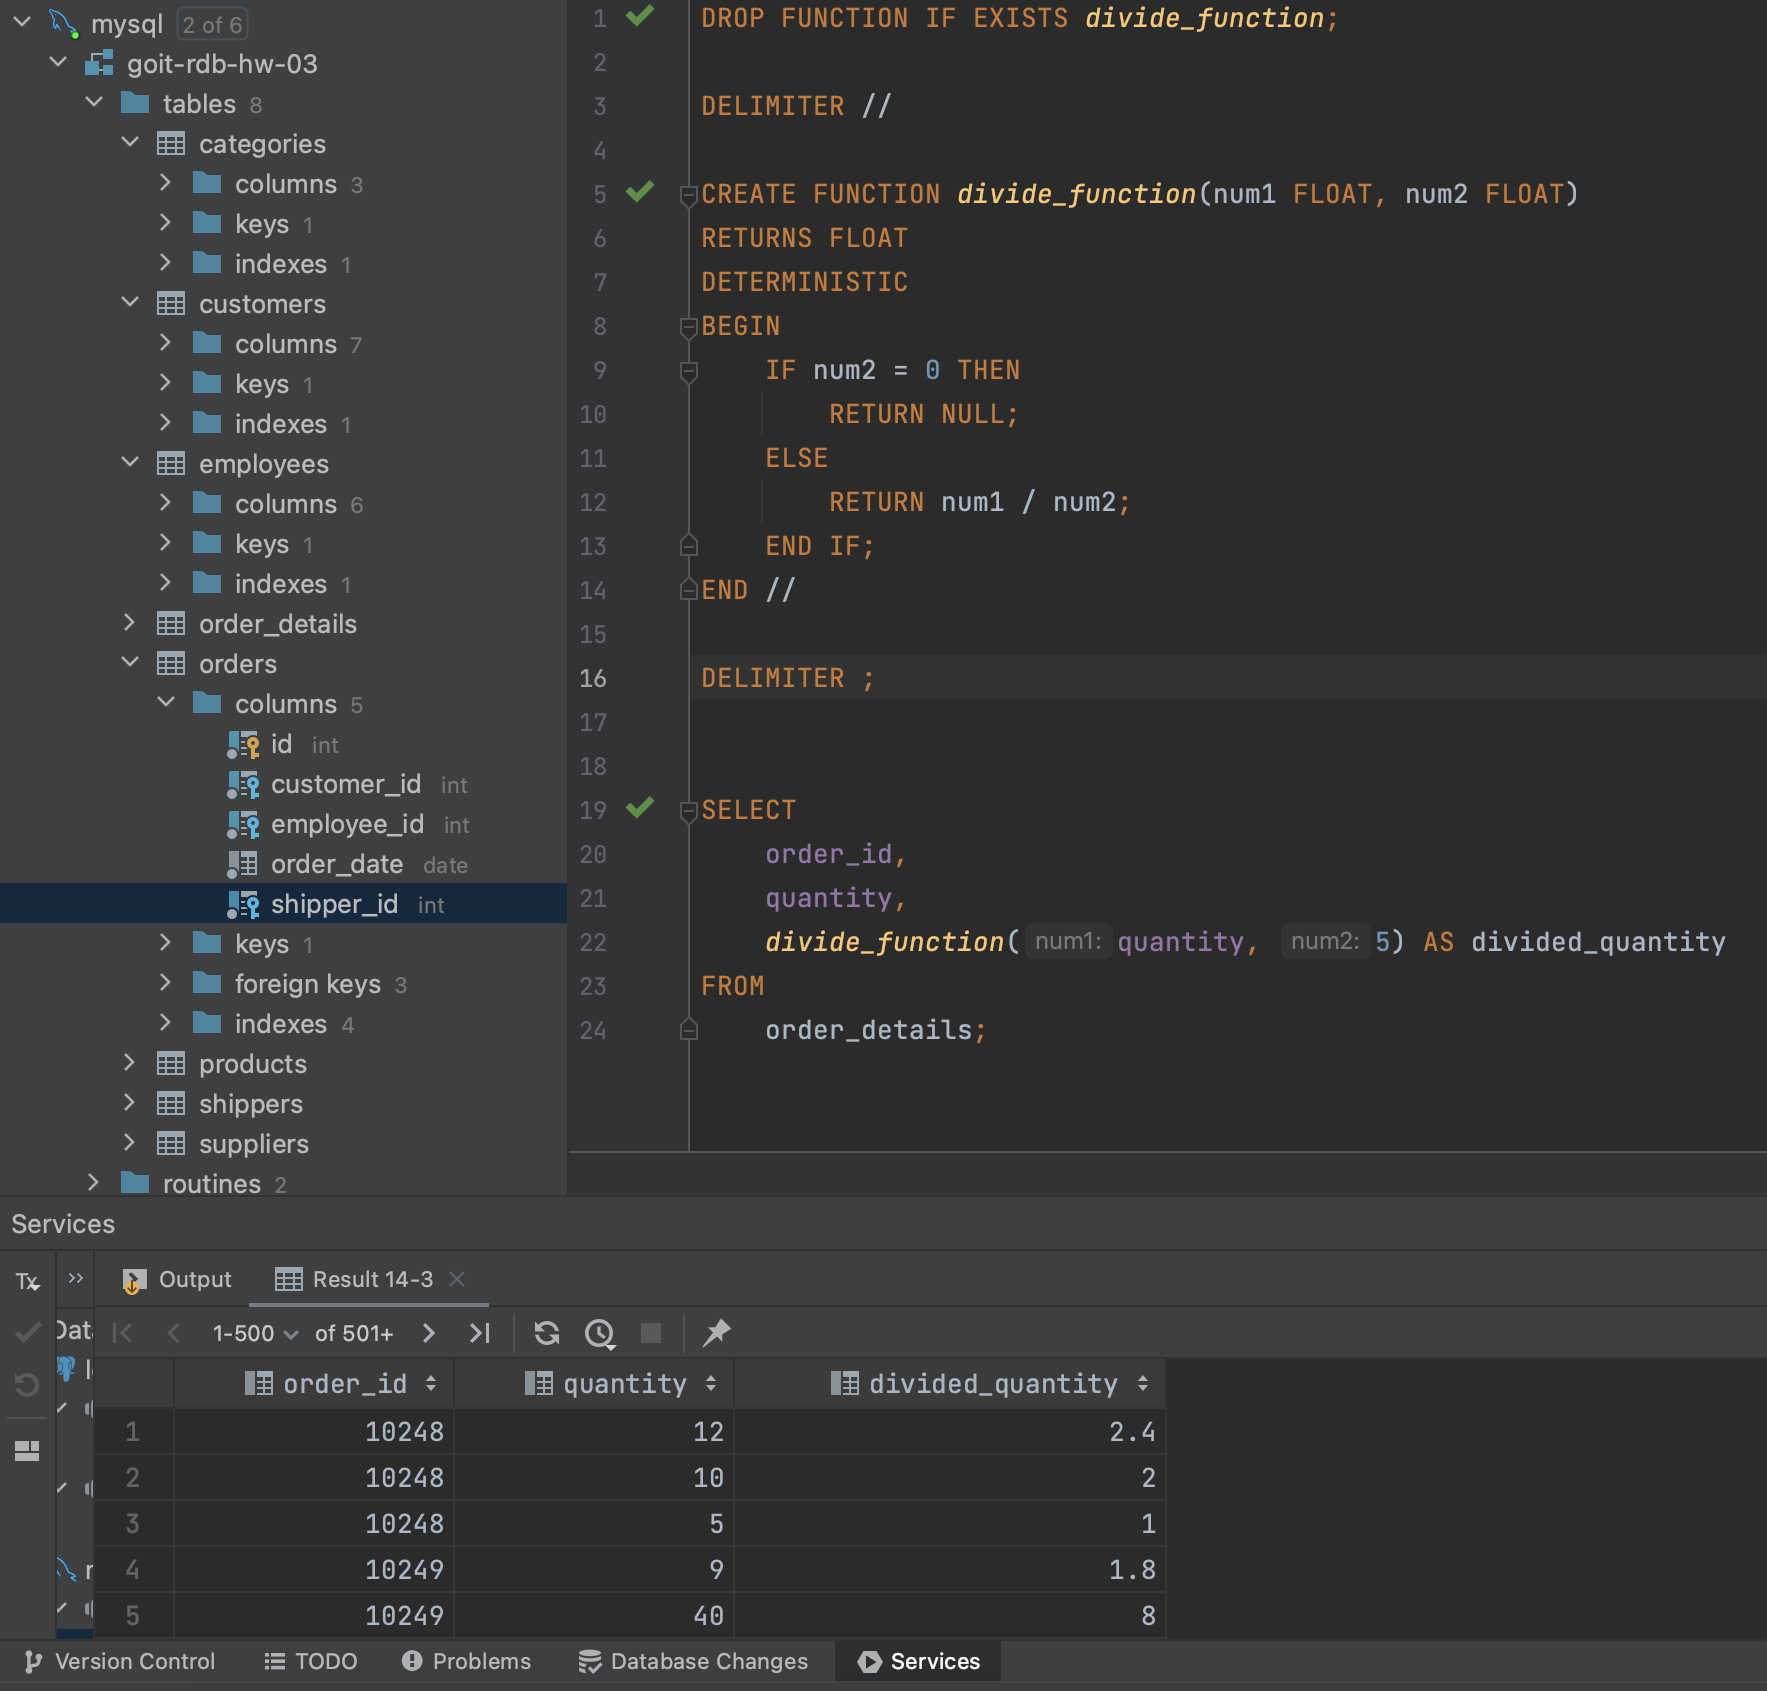 mysql 2 of 6
goit-rdb-hw-03
tables 8
categories
columns 3
keys 1
indexes 1
customers
columns 7
keys 1
indexes 1
employees
columns 6
keys 1
indexes 1
order_details
orders
columns 5
id int
customer_id int
employee_id int
order_date date
shipper_id int
keys 1
foreign keys 3
indexes 4
products
shippers
suppliers
routines 2
1 DROP FUNCTION IF EXISTS divide_function;
2
3 DELIMITER //
4
5 CREATE FUNCTION divide_function(num1 FLOAT, num2 FLOAT)
6 RETURNS FLOAT
7 DETERMINISTIC
8 BEGIN
9 IF num2 = 0 THEN
10 RETURN NULL;
11 ELSE
12 RETURN num1 / num2;
13 END IF;
14 END //
15
16 DELIMITER ;
17
18
19 SELECT
20 order_id,
21 quantity,
22 divide_function( num1: quantity, num2: 5) AS divided_quantity
23 FROM
24 order_details;
Services
Tx
Output Result 14-3
1-500 of 501+
order_id quantity divided_quantity
1 10248 12 2.4
2 10248 10 2
3 10248 5 1
4 10249 9 1.8
5 10249 40 8
Version Control TODO Problems Database Changes Services